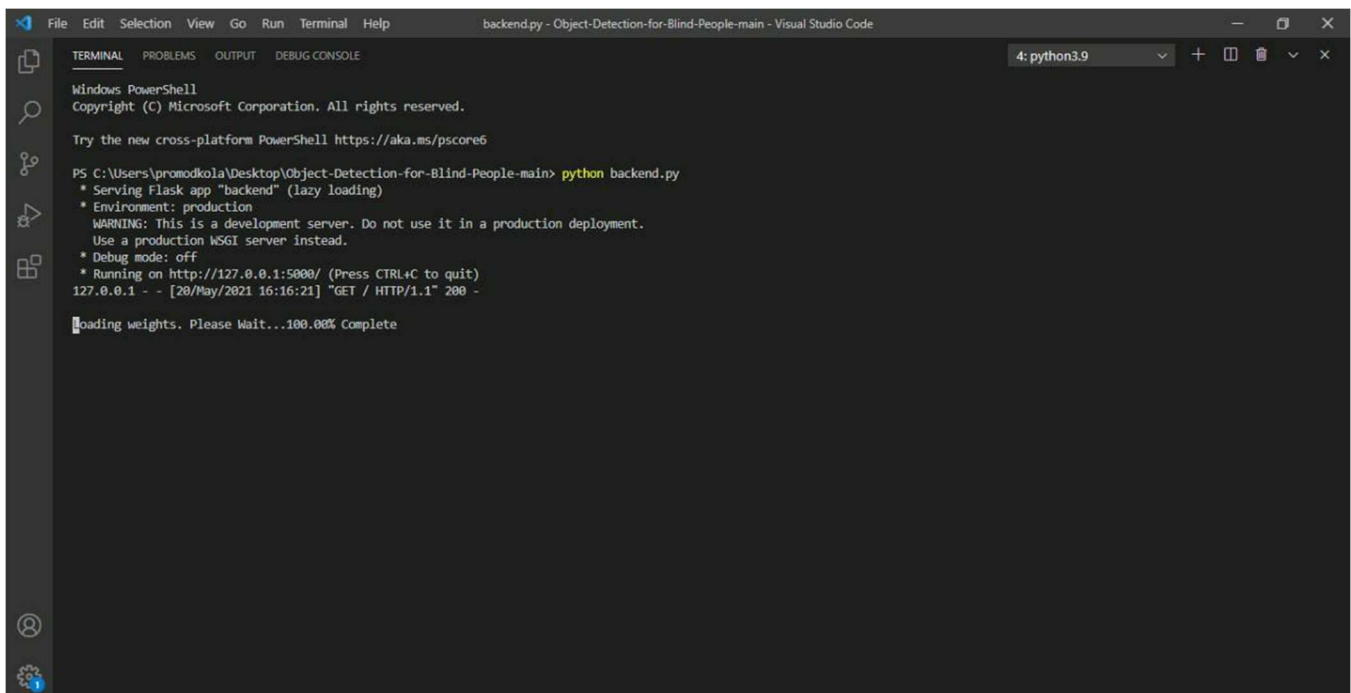 File Edit Selection View Go Run Terminal Help backend.py - Object-Detection-for-Blind-People-main - Visual Studio Code
TERMINAL PROBLEMS OUTPUT DEBUG CONSOLE 4: python3.9
Windows PowerShell
Copyright (C) Microsoft Corporation. All rights reserved.
Try the new cross-platform PowerShell https://aka.ms/pscore6
PS C:\Users\promodkola\Desktop\Object-Detection-for-Blind-People-main> python backend.py
* Serving Flask app "backend" (lazy loading)
* Environment: production
WARNING: This is a development server. Do not use it in a production deployment.
Use a production WSGI server instead.
* Debug mode: off
* Running on http://127.0.0.1:5000/ (Press CTRL+C to quit)
127.0.0.1 - - [20/May/2021 16:16:21] "GET / HTTP/1.1" 200 -
Loading weights. Please Wait...100.00% Complete
1